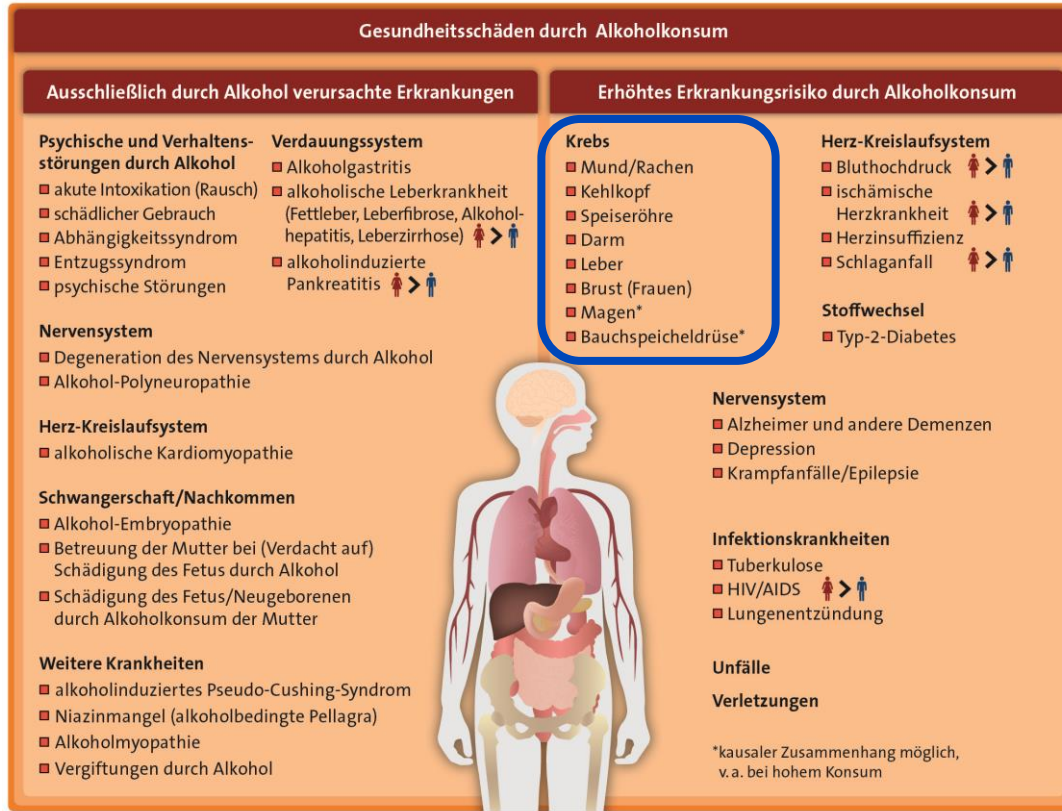 Gesundheitsschäden durch Alkoholkonsum
Ausschließlich durch Alkohol verursachte Erkrankungen
Psychische und Verhaltens-
störungen durch Alkohol
akute Intoxikation (Rausch)
schädlicher Gebrauch
Abhängigkeitssyndrom
Entzugssyndrom
psychische Störungen
Verdauungssystem
Alkoholgastritis
alkoholische Leberkrankheit
(Fettleber, Leberfibrose, Alkohol-
hepatitis, Leberzirrhose) >
alkoholinduzierte
Pankreatitis >
Nervensystem
Degeneration des Nervensystems durch Alkohol
Alkohol-Polyneuropathie
Herz-Kreislaufsystem
alkoholische Kardiomyopathie
Schwangerschaft/Nachkommen
Alkohol-Embryopathie
Betreuung der Mutter bei (Verdacht auf)
Schädigung des Fetus durch Alkohol
Schädigung des Fetus/Neugeborenen
durch Alkoholkonsum der Mutter
Weitere Krankheiten
alkoholinduziertes Pseudo-Cushing-Syndrom
Niazinmangel (alkoholbedingte Pellagra)
Alkoholmyopathie
Vergiftungen durch Alkohol
Erhöhtes Erkrankungsrisiko durch Alkoholkonsum
Krebs
Mund/Rachen
Kehlkopf
Speiseröhre
Darm
Leber
Brust (Frauen)
Magen*
Bauchspeicheldrüse*
Herz-Kreislaufsystem
Bluthochdruck >
ischämische
Herzkrankheit >
Herzinsuffizienz
Schlaganfall >
Stoffwechsel
Typ-2-Diabetes
Nervensystem
Alzheimer und andere Demenzen
Depression
Krampfanfälle/Epilepsie
Infektionskrankheiten
Tuberkulose
HIV/AIDS >
Lungenentzündung
Unfälle
Verletzungen
*kausaler Zusammenhang möglich,
v. a. bei hohem Konsum